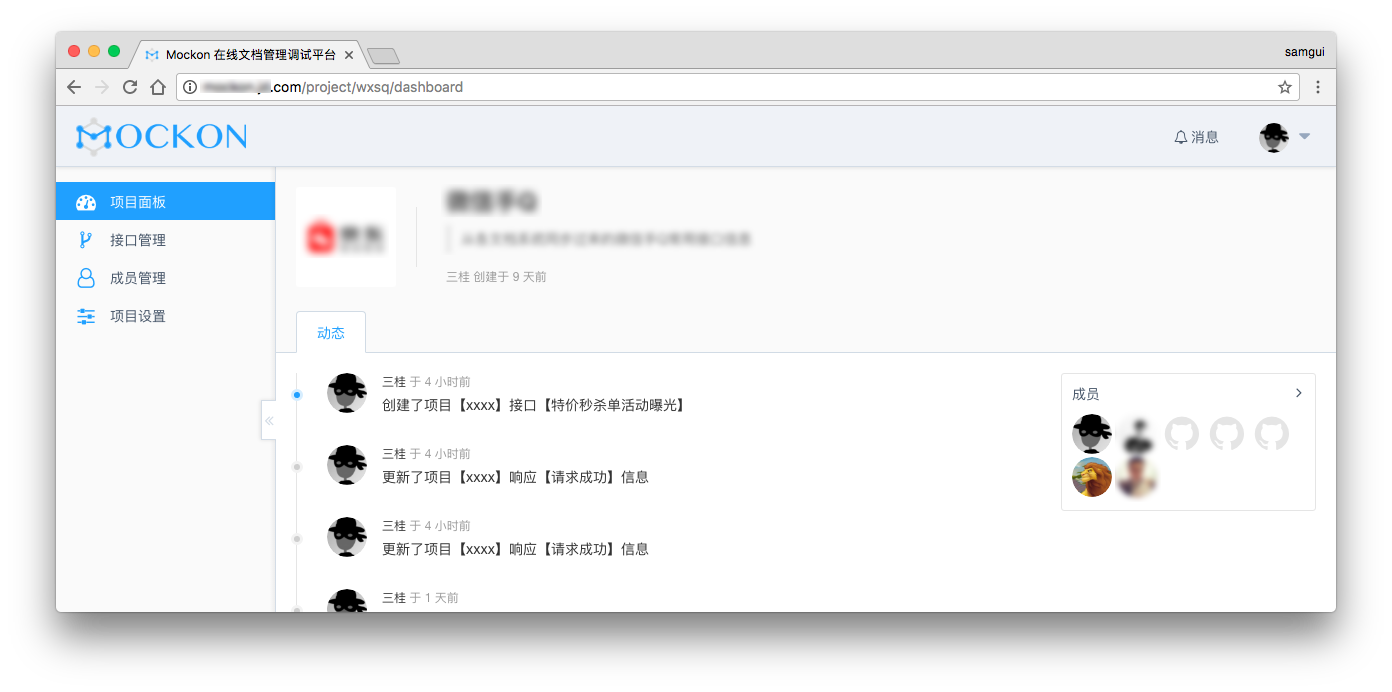 Mockon 在线文档管理调试平台
samgui
.com/project/wxsq/dashboard
MOCKON
消息
项目面板
接口管理
成员管理
项目设置
三桂 创建于 9 天前
动态
三桂 于 4 小时前
创建了项目【xxxx】接口【特价秒杀单活动曝光】
三桂 于 4 小时前
更新了项目【xxxx】响应【请求成功】信息
三桂 于 4 小时前
更新了项目【xxxx】响应【请求成功】信息
三桂 于 1 天前
成员